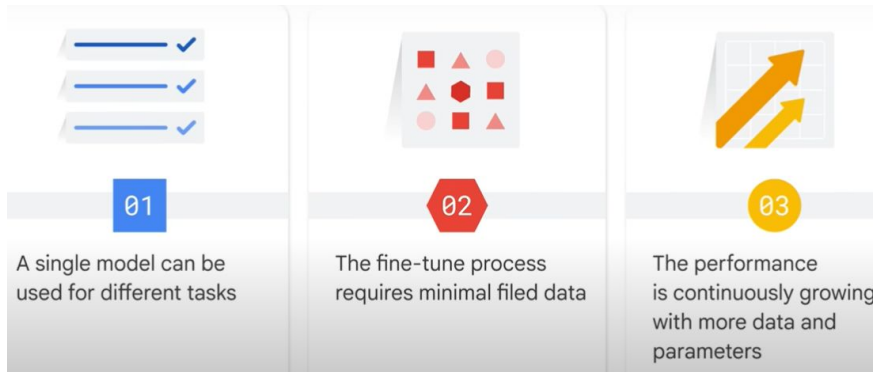 01
A single model can be
used for different tasks
02
The fine-tune process
requires minimal filed data
03
The performance
is continuously growing
with more data and
parameters